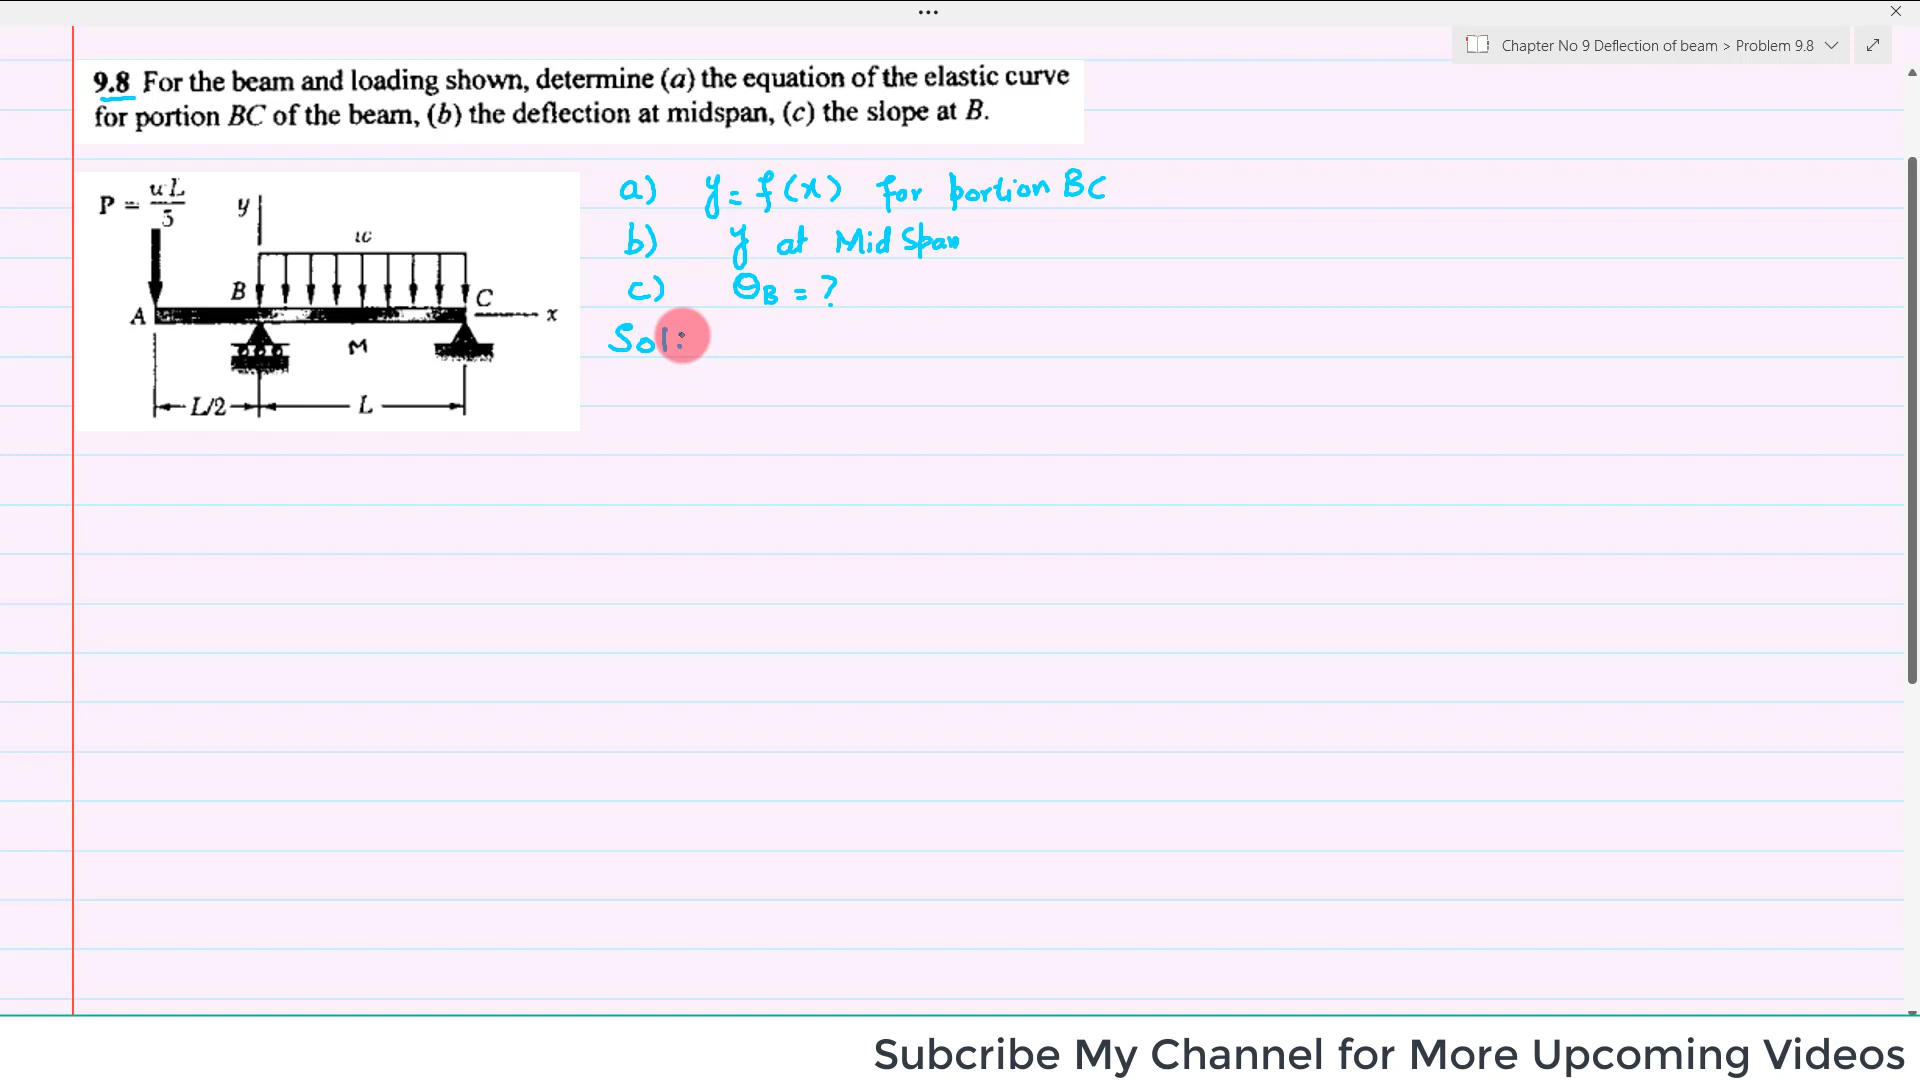 Chapter No 9 Deflection of beam > Problem 9.8
9.8 For the beam and loading shown, determine (a) the equation of the elastic curve
for portion BC of the beam, (b) the deflection at midspan, (c) the slope at B.
P = wL/5
y
w
B
C
A
x
M
L/2
L
a) y = f(x) for portion BC
b) y at Mid Span
c) θB = ?
Sol:
Subcribe My Channel for More Upcoming Videos